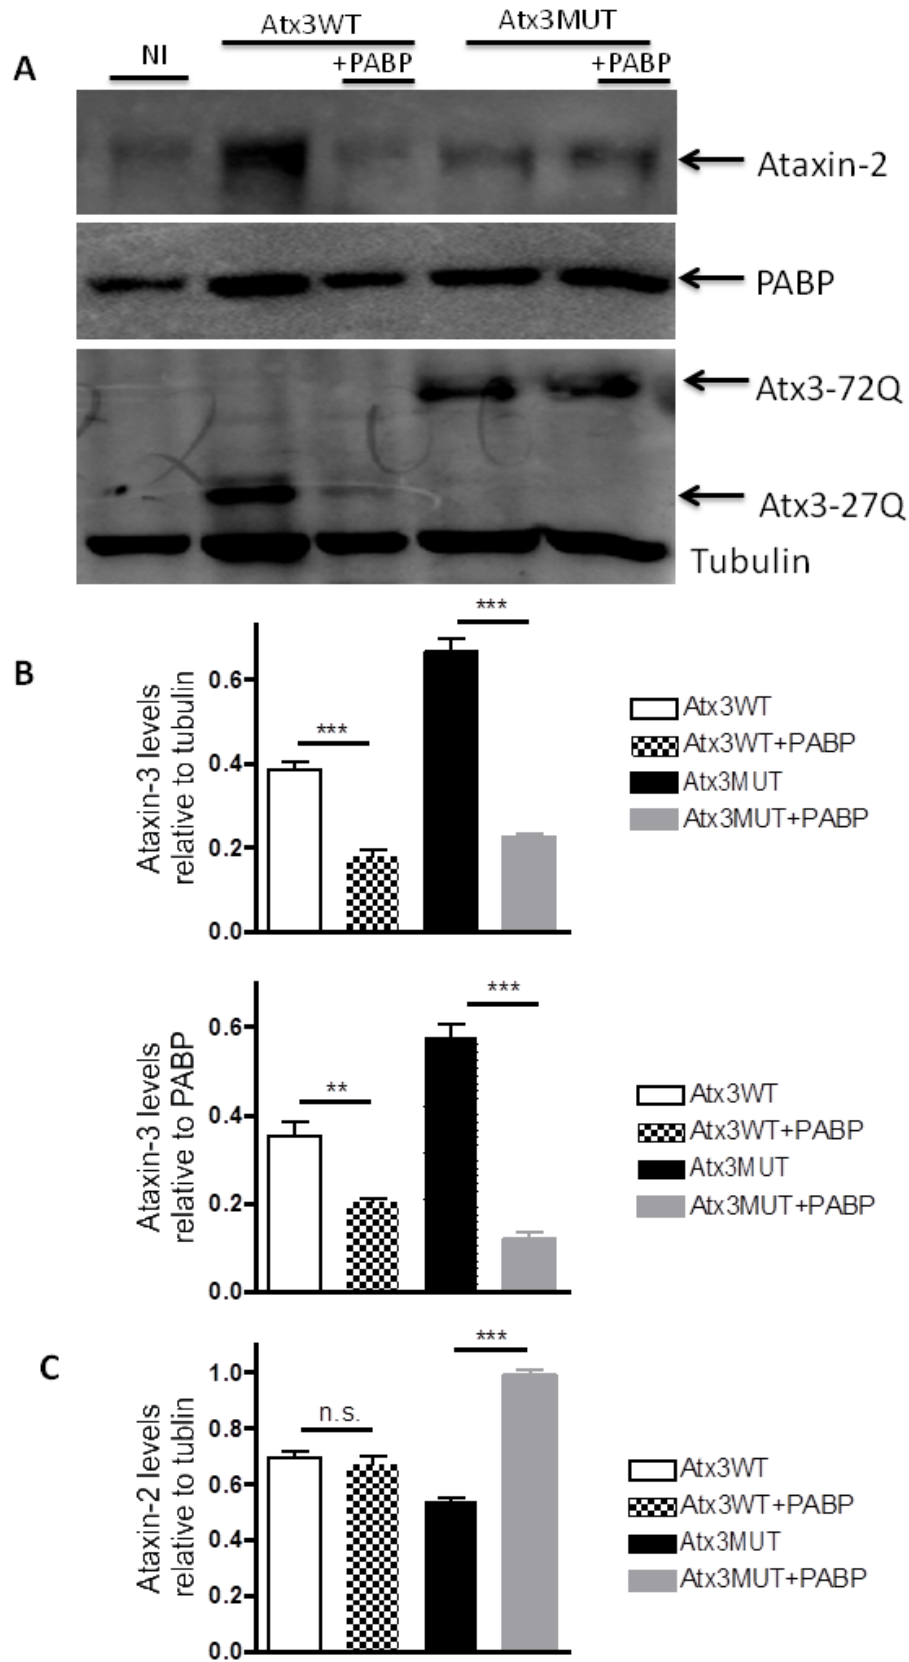 A
NI
Atx3WT
+PABP
Atx3MUT
+PABP
Ataxin-2
PABP
Atx3-72Q
Atx3-27Q
Tubulin
B
Ataxin-3 levels
relative to tubulin
0.6
0.4
0.2
0.0
***
***
Atx3WT
Atx3WT+PABP
Atx3MUT
Atx3MUT+PABP
Ataxin-3 levels
relative to PABP
0.6
0.4
0.2
0.0
**
***
Atx3WT
Atx3WT+PABP
Atx3MUT
Atx3MUT+PABP
C
Ataxin-2 levels
relative to tublin
1.0
0.8
0.6
0.4
0.2
0.0
n.s.
***
Atx3WT
Atx3WT+PABP
Atx3MUT
Atx3MUT+PABP